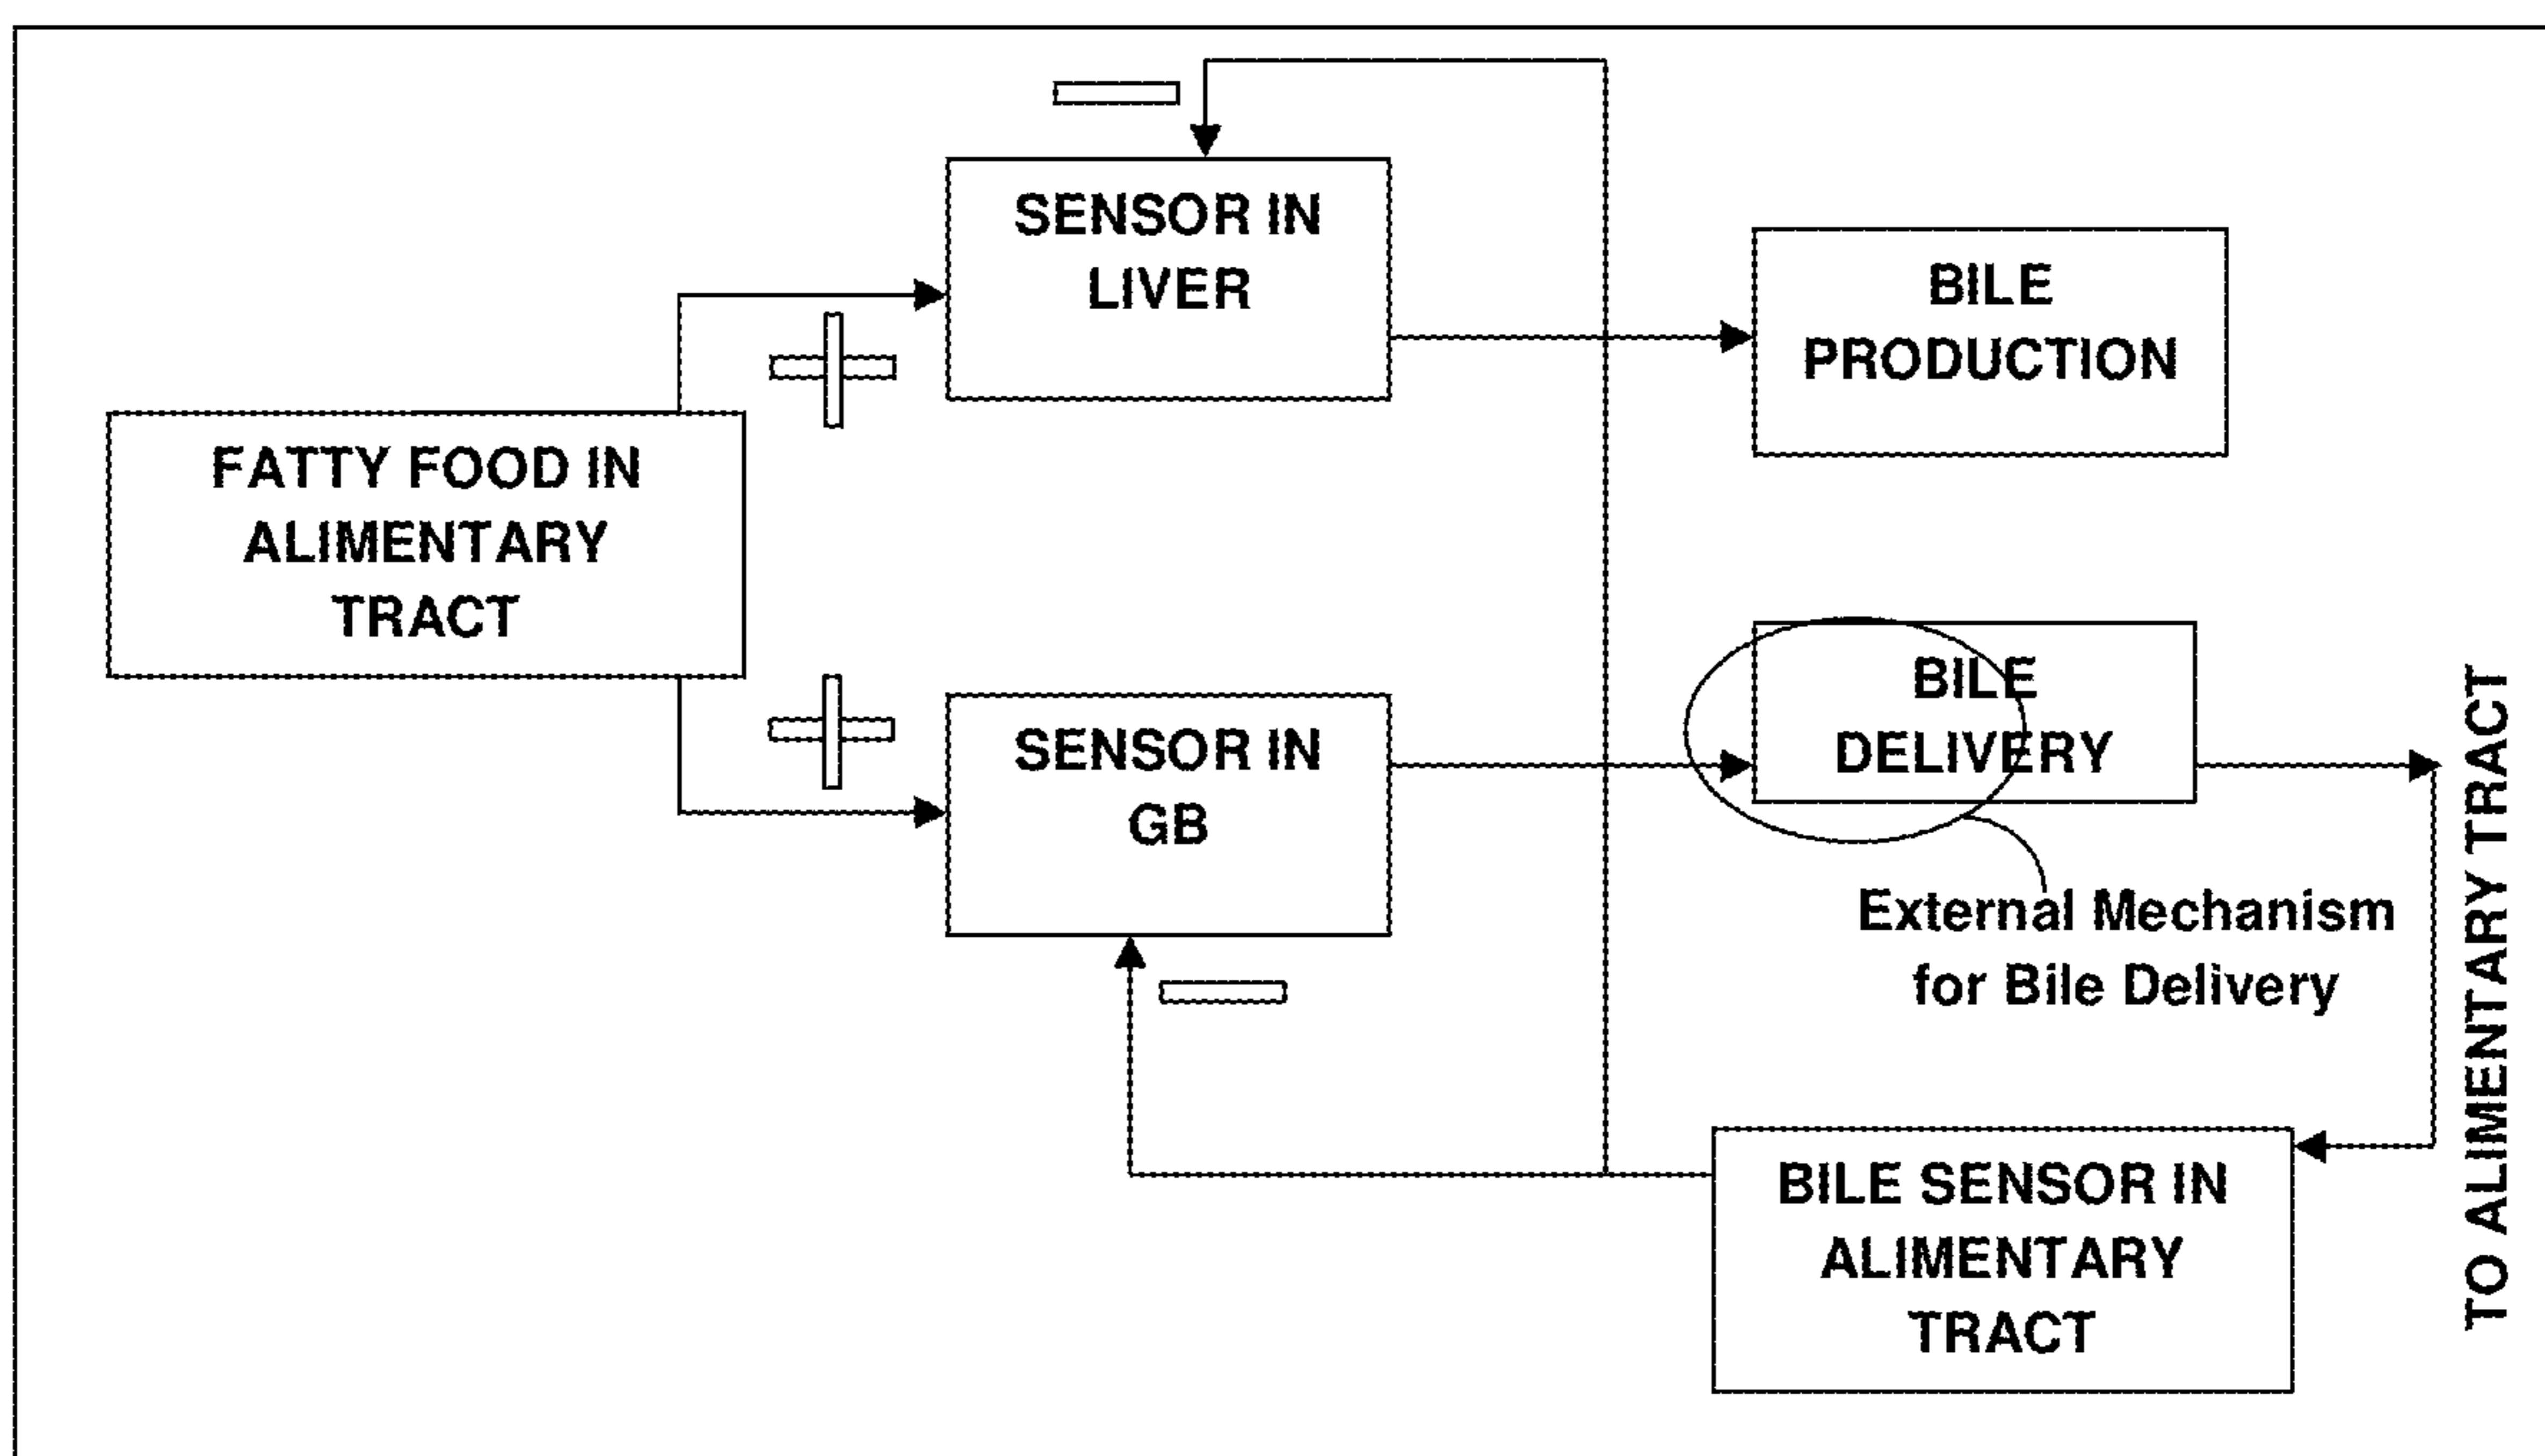 SENSOR IN
LIVER
BILE
PRODUCTION
FATTY FOOD IN
ALIMENTARY
TRACT
SENSOR IN
GB
BILE
DELIVERY
External Mechanism
for Bile Delivery
TO ALIMENTARY TRACT
BILE SENSOR IN
ALIMENTARY
TRACT